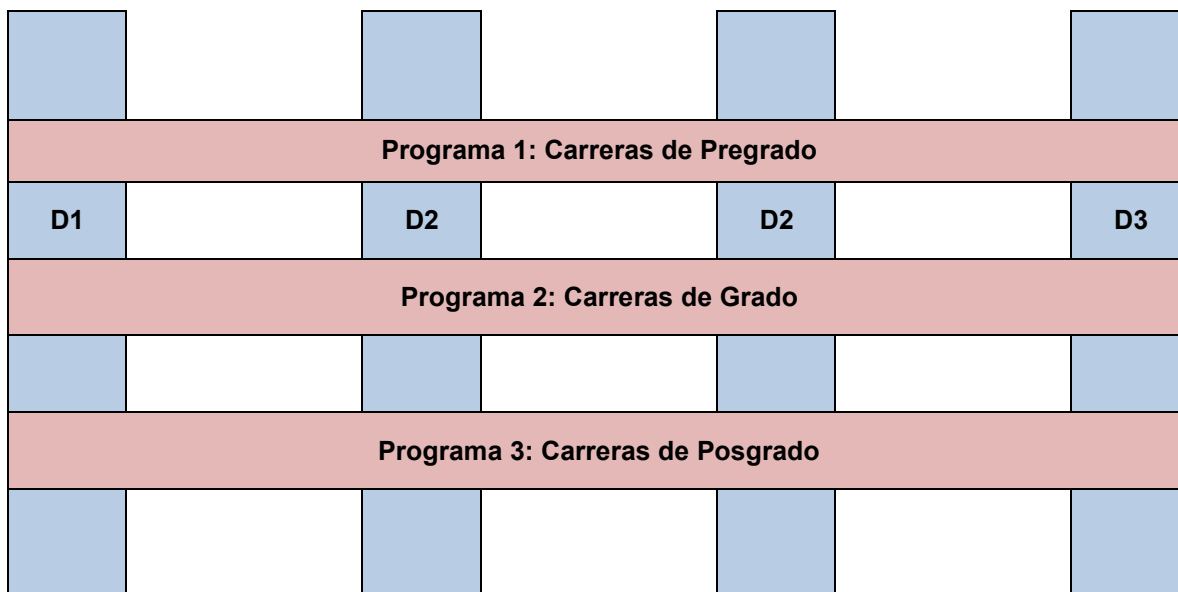 Programa 1: Carreras de Pregrado
D1 D2 D2 D3
Programa 2: Carreras de Grado
Programa 3: Carreras de Posgrado